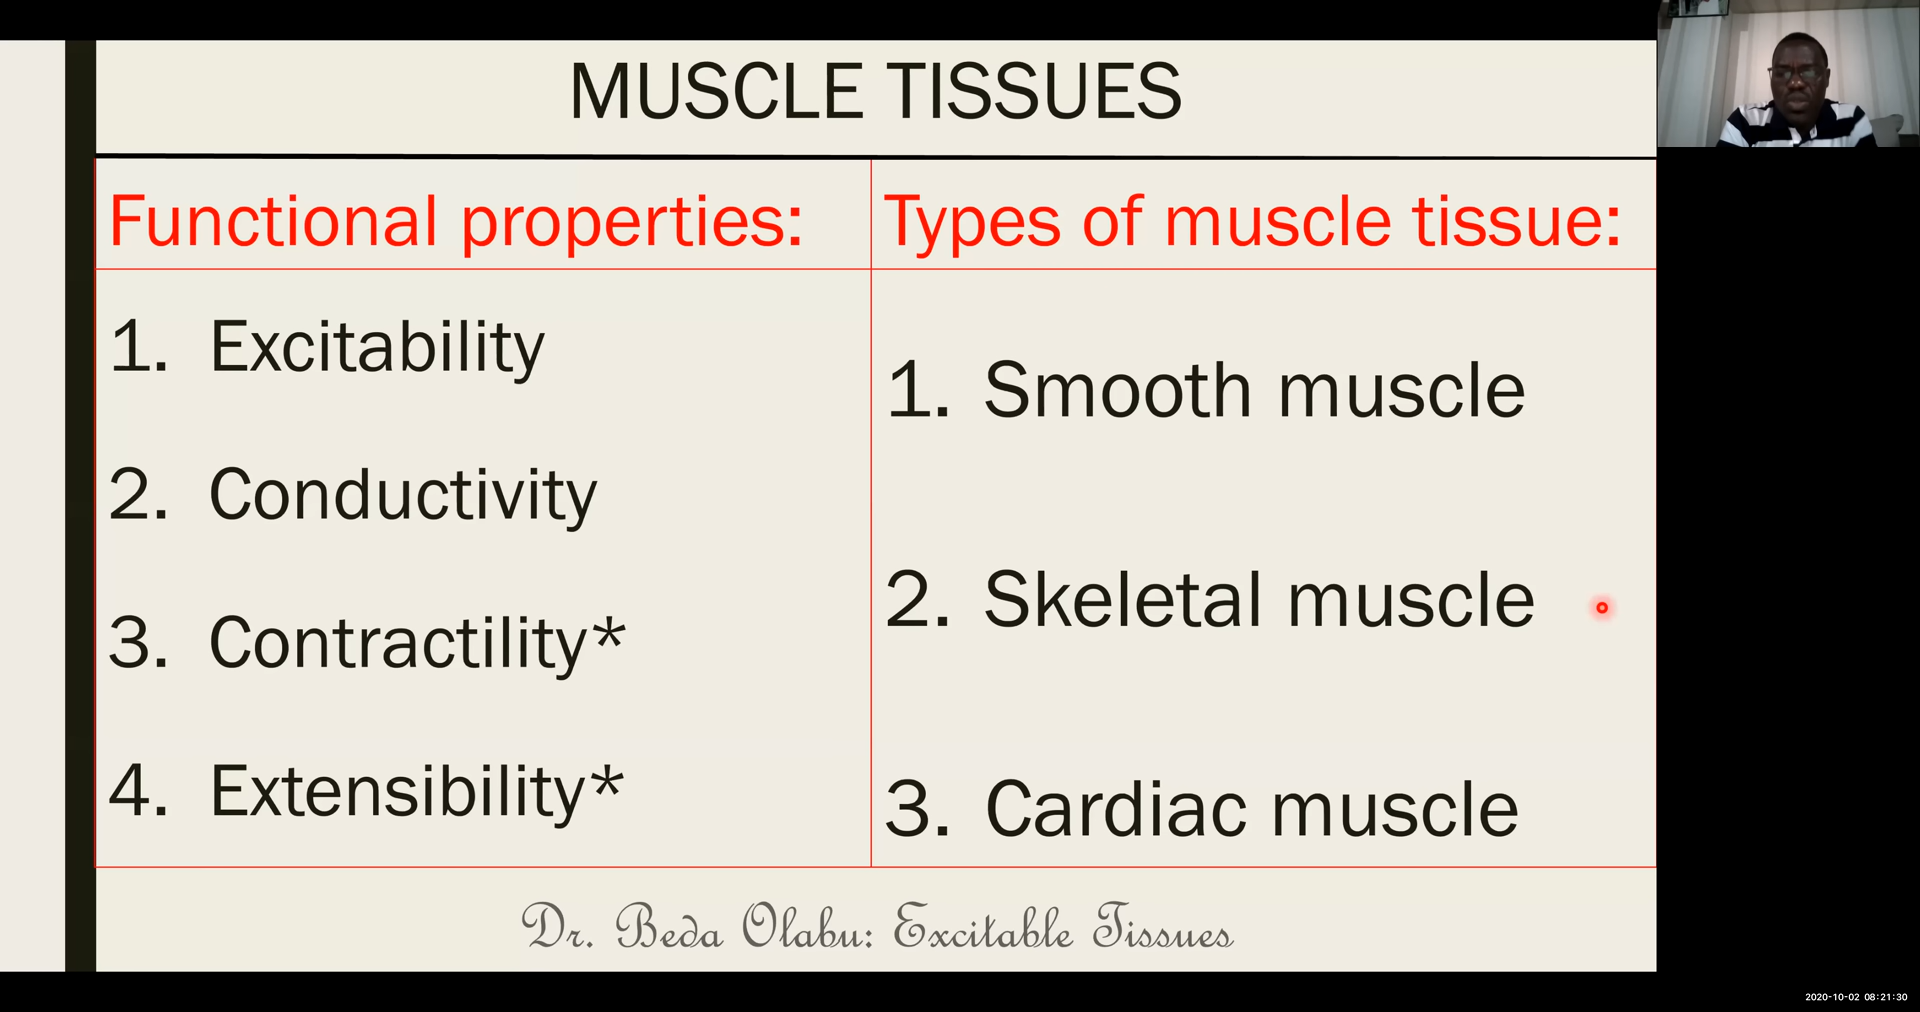 MUSCLE TISSUES
Functional properties:
1. Excitability
2. Conductivity
3. Contractility*
4. Extensibility*
Types of muscle tissue:
1. Smooth muscle
2. Skeletal muscle
3. Cardiac muscle
Dr. Beda Olabu: Excitable Tissues
2020-10-02 08:21:30